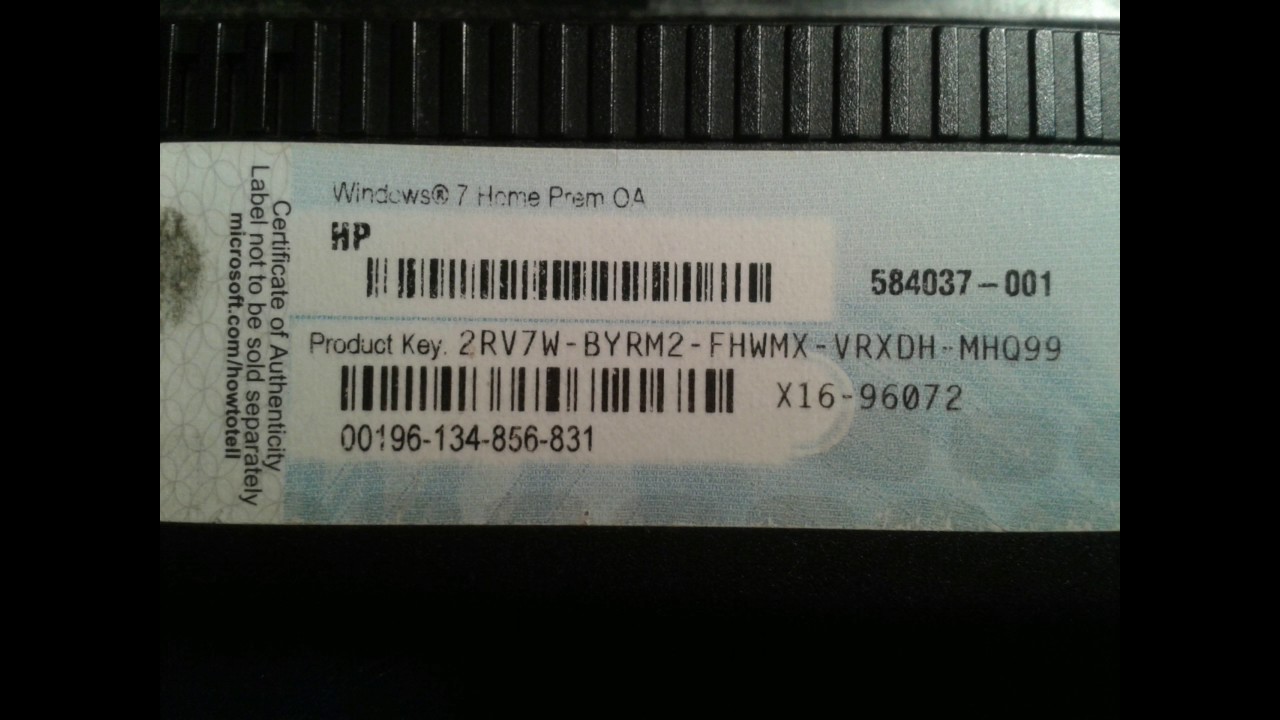 Windows® 7 Home Prem OA
HP
584037-001
Product Key: 2RV7W-BYRM2-FHWMX-VRXDH-MHQ99
X16-96072
00196-134-856-831
Certificate of Authenticity
Label not to be sold separately
microsoft.com/howtotell